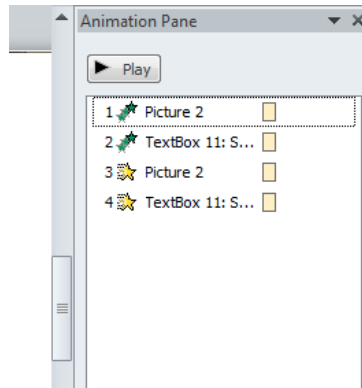 Animation Pane
Play
1 Picture 2
2 TextBox 11: S...
3 Picture 2
4 TextBox 11: S...